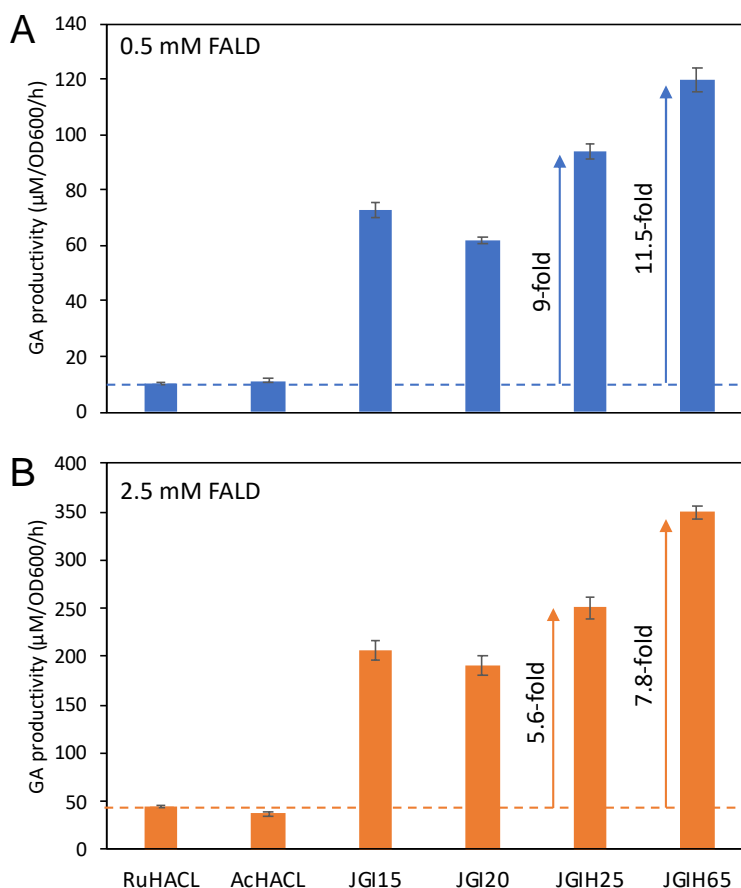 A
0.5 mM FALD
GA productivity (µM/OD600/h)
140
120
100
80
60
40
20
0
9-fold
11.5-fold
B
2.5 mM FALD
GA productivity (µM/OD600/h)
400
350
300
250
200
150
100
50
0
5.6-fold
7.8-fold
RuHACL AcHACL JGI15 JGI20 JGIH25 JGIH65